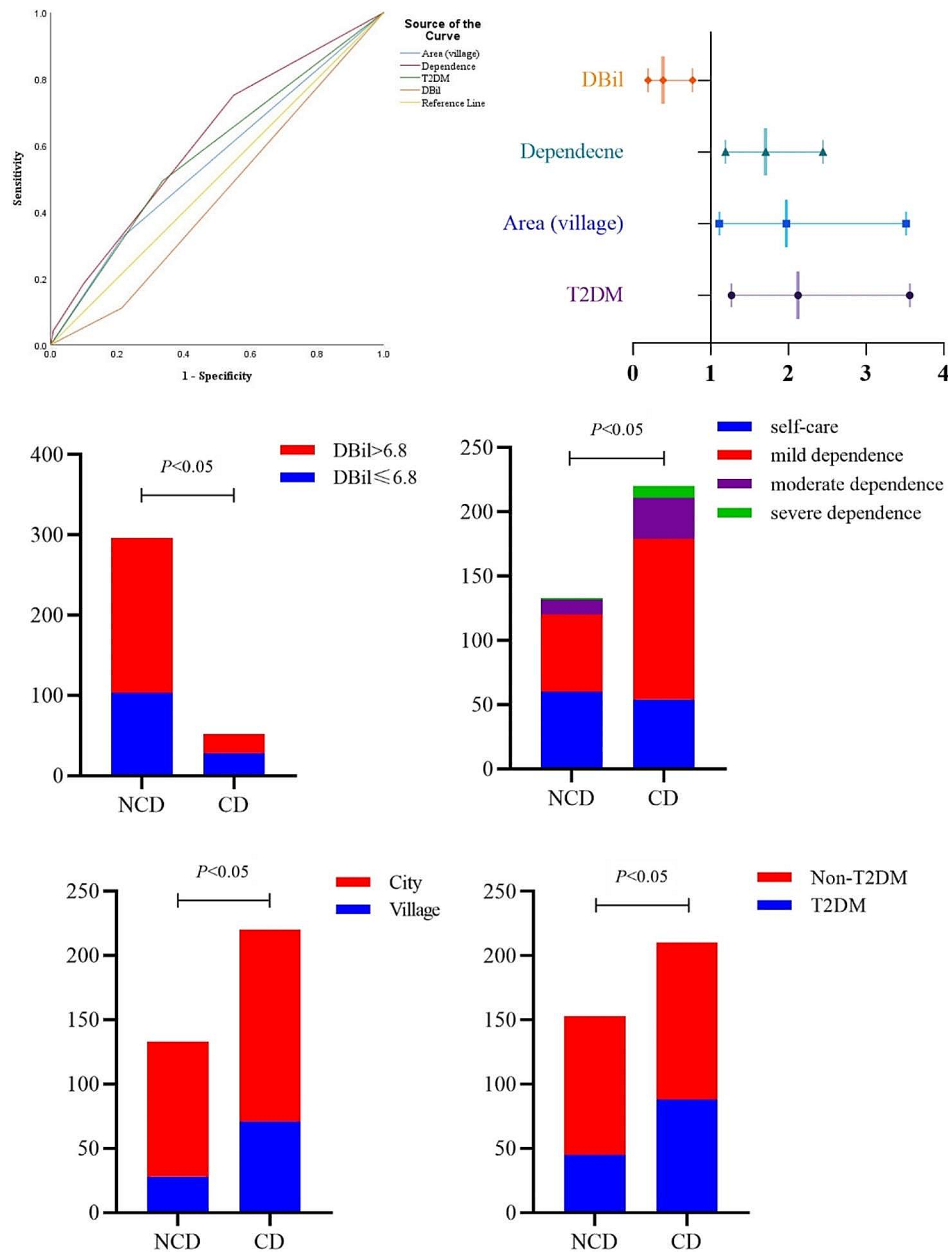 1.0
0.8
0.6
0.4
0.2
0.0
Sensitivity
0.0 0.2 0.4 0.6 0.8 1.0
1 - Specificity
Source of the
Curve
Area (village)
Dependence
T2DM
DBil
Reference Line
DBil
Dependecne
Area (village)
T2DM
0 1 2 3 4
400
300
200
100
0
P<0.05
DBil>6.8
DBil≤6.8
NCD CD
250
200
150
100
50
0
P<0.05
self-care
mild dependence
moderate dependence
severe dependence
NCD CD
250
200
150
100
50
0
P<0.05
City
Village
NCD CD
250
200
150
100
50
0
P<0.05
Non-T2DM
T2DM
NCD CD